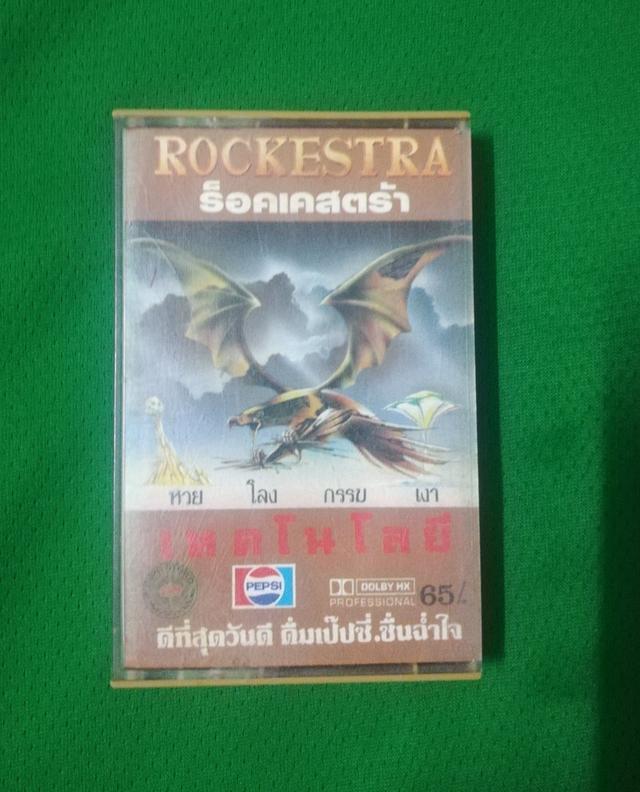 ROCKESTRA
ร็อคเคสตร้า
หวย โลง กรรม เงา
เทคโนโลยี
PEPSI
DOLBY HX
PROFESSIONAL
65/-
ดีที่สุดวันดี ดื่มเป๊ปซี่.ชื่นฉ่ำใจ